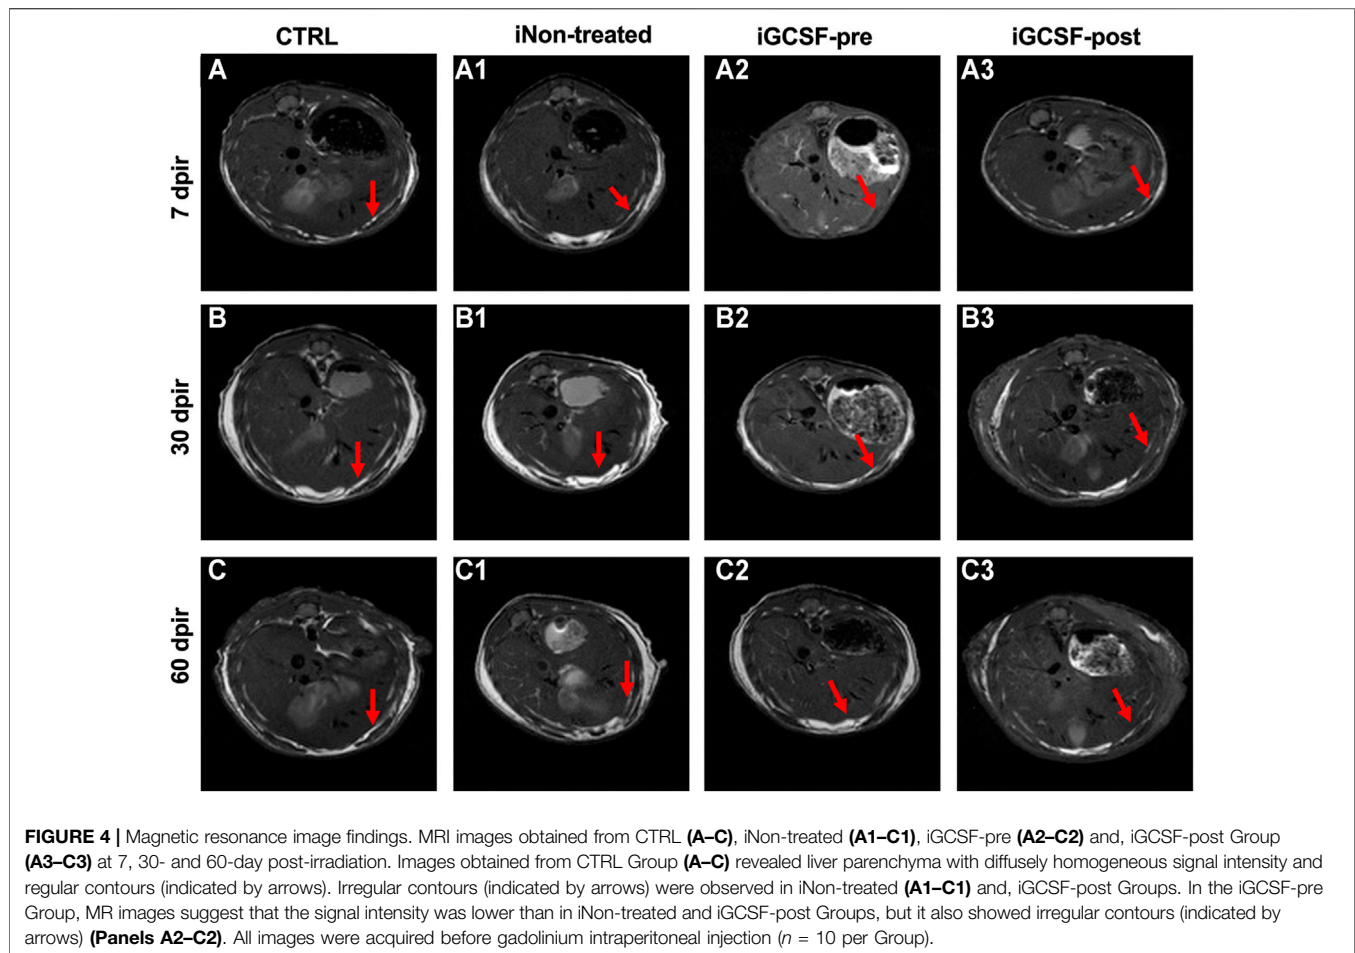 CTRL iNon-treated iGCSF-pre iGCSF-post
7 dpir
A A1 A2 A3
30 dpir
B B1 B2 B3
60 dpir
C C1 C2 C3
FIGURE 4 | Magnetic resonance image findings. MRI images obtained from CTRL (A–C), iNon-treated (A1–C1), iGCSF-pre (A2–C2) and, iGCSF-post Group
(A3–C3) at 7, 30- and 60-day post-irradiation. Images obtained from CTRL Group (A–C) revealed liver parenchyma with diffusely homogeneous signal intensity and
regular contours (indicated by arrows). Irregular contours (indicated by arrows) were observed in iNon-treated (A1–C1) and, iGCSF-post Groups. In the iGCSF-pre
Group, MR images suggest that the signal intensity was lower than in iNon-treated and iGCSF-post Groups, but it also showed irregular contours (indicated by
arrows) (Panels A2–C2). All images were acquired before gadolinium intraperitoneal injection (n = 10 per Group).